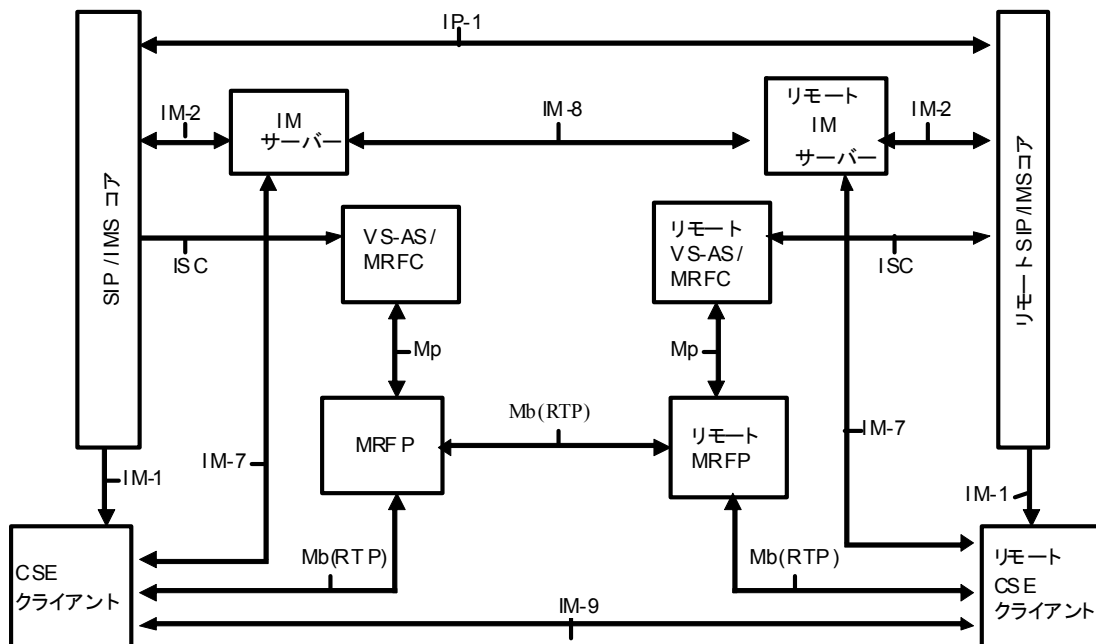 IP-1
IM-2
IM
サーバー
IM-8
リモート
IM
サーバー
IM-2
SIP/IMSコア
リモートSIP/IMSコア
ISC
VS-AS/
MRFC
リモート
VS-AS/
MRFC
ISC
Mp
Mp
Mb(RTP)
MRFP
リモート
MRFP
IM-7
IM-7
IM-1
IM-1
CSE
クライアント
Mb(RTP)
Mb(RTP)
リモート
CSE
クライアント
IM-9